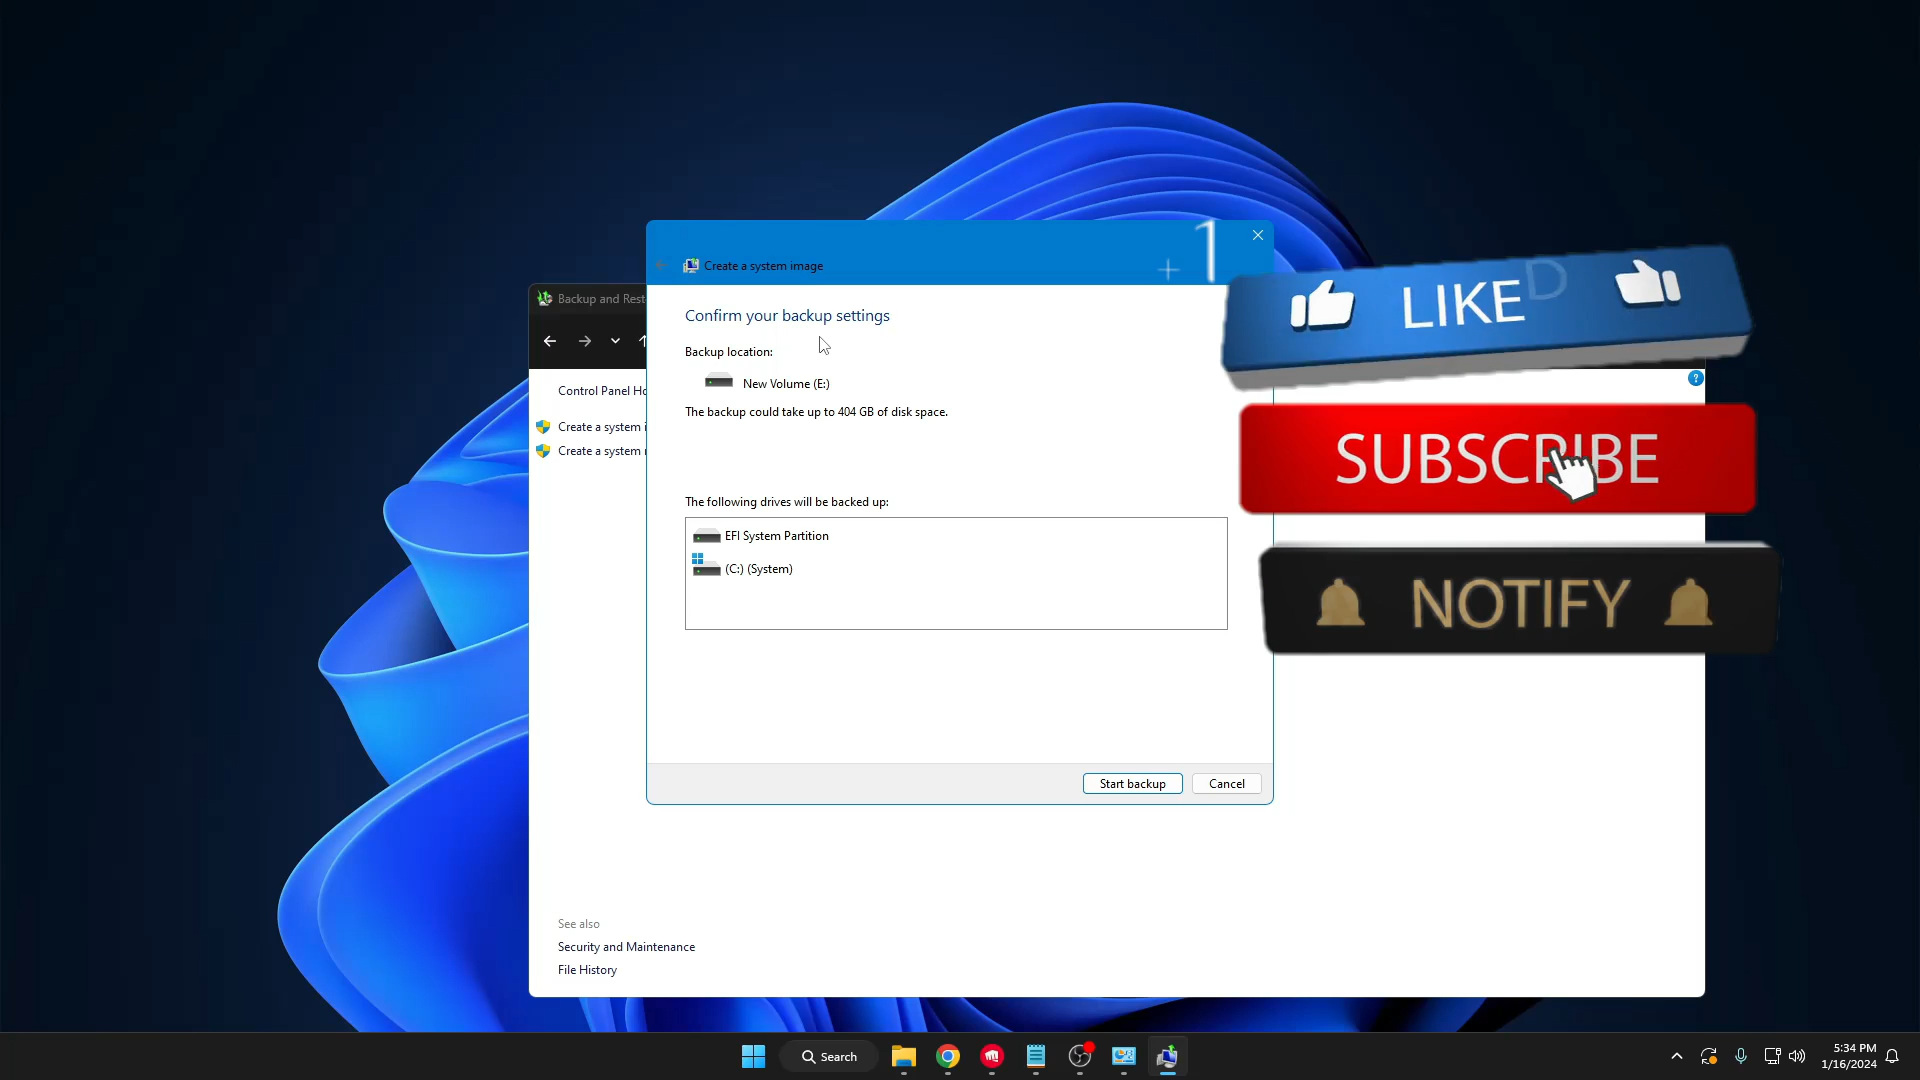 Create a system image
Backup and Rest
Confirm your backup settings
Backup location:
New Volume (E:)
The backup could take up to 404 GB of disk space.
The following drives will be backed up:
EFI System Partition
(C:) (System)
Start backup
Cancel
Control Panel Ho
Create a system i
Create a system r
See also
Security and Maintenance
File History
+1
LIKED
SUBSCRIBE
NOTIFY
?
Search
5:34 PM
1/16/2024